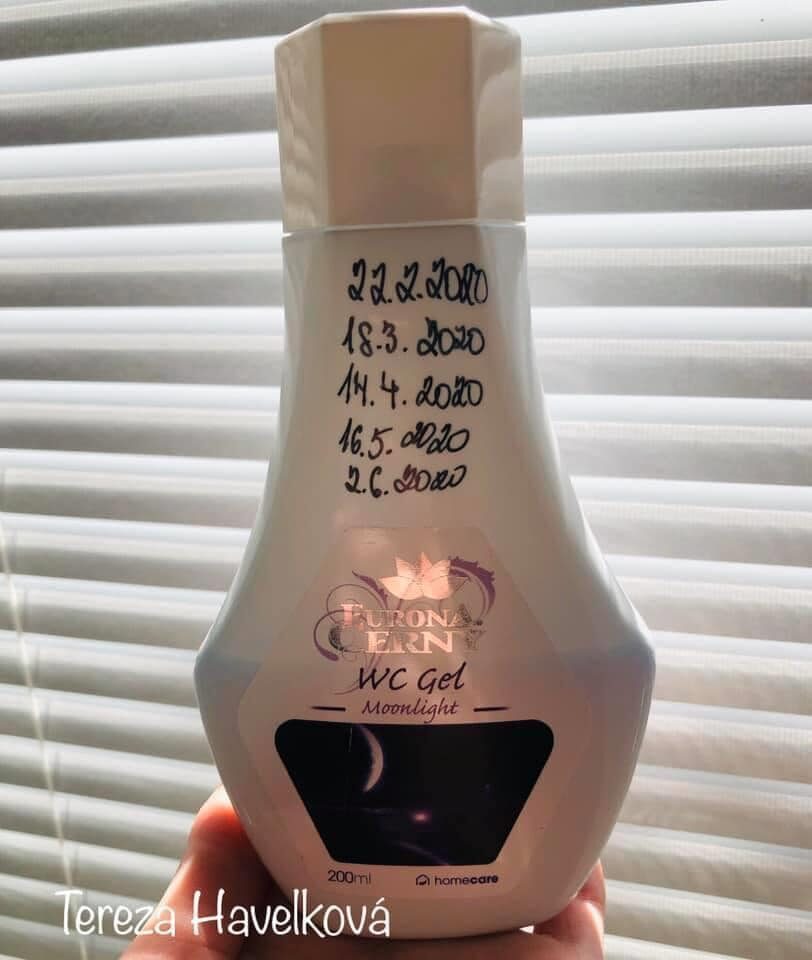 22.2.2020
18.3.2020
14.4.2020
16.5.2020
2.6.2020
EURONA
CERNY
WC Gel
Moonlight
200ml homecare
Tereza Havelková